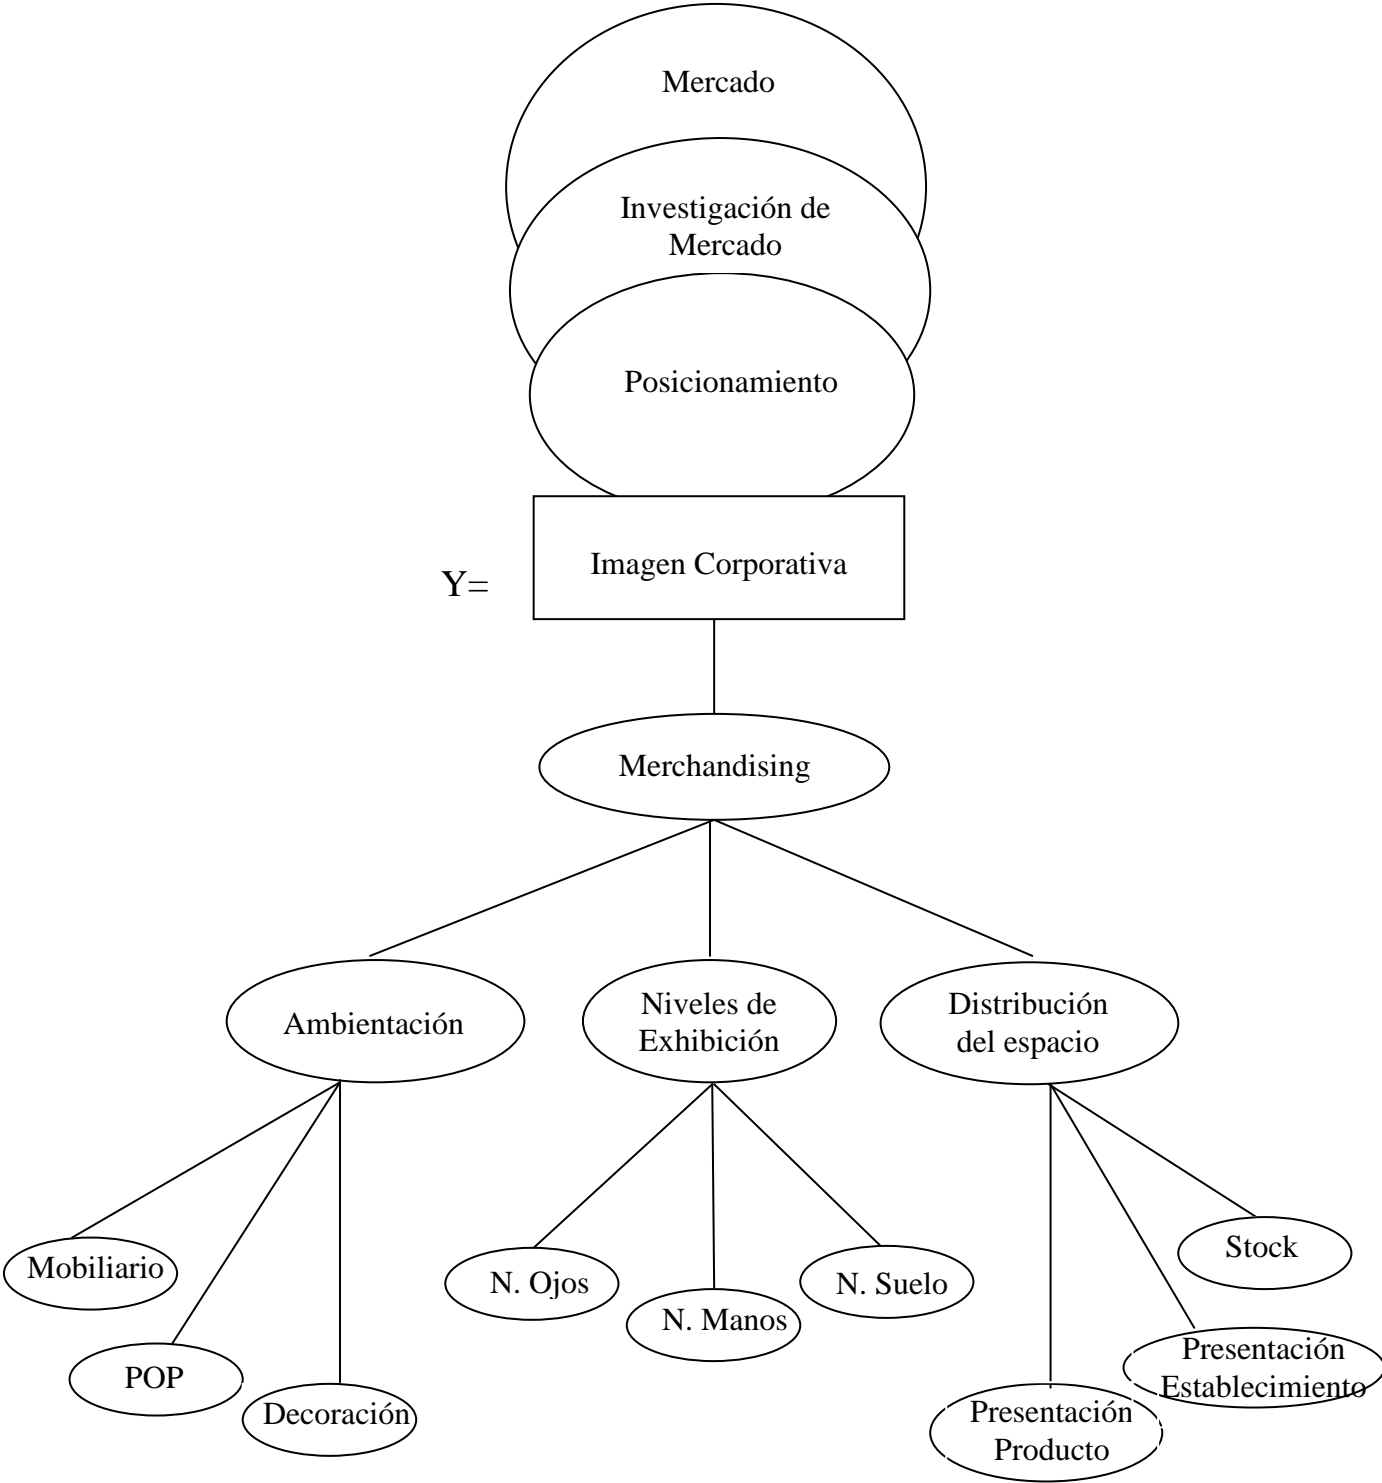 Mercado
Investigación de
Mercado
Posicionamiento
Imagen Corporativa
Y=
Merchandising
Ambientación
Niveles de
Exhibición
Distribución
del espacio
Mobiliario
POP
Decoración
N. Ojos
N. Manos
N. Suelo
Stock
Presentación
Establecimiento
Presentación
Producto